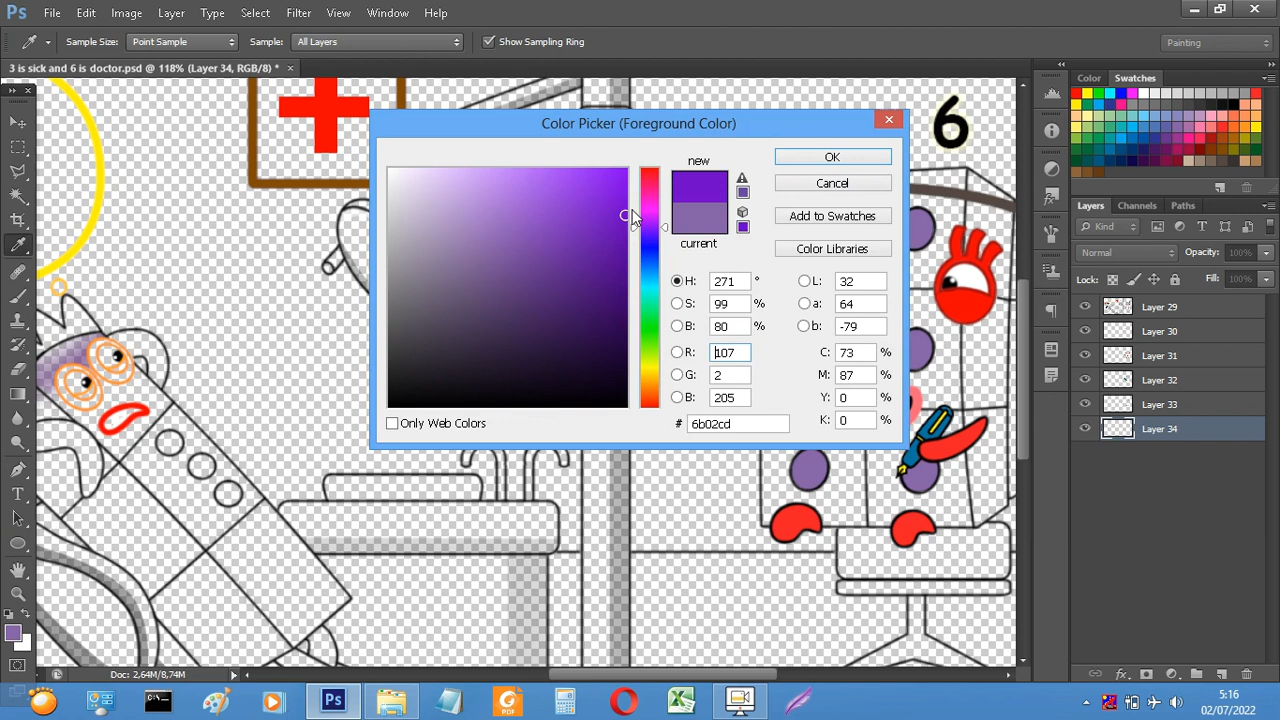 Ps File Edit Image Layer Type Select Filter View Window Help
Sample Size: Point Sample Sample: All Layers Show Sampling Ring Painting
3 is sick and 6 is doctor.psd @ 118% (Layer 34, RGB/8) *
Color Swatches
6
Color Picker (Foreground Color)
new
OK
Cancel
Add to Swatches
current
Color Libraries
H: 271 ° L: 32
S: 99 % a: 64
B: 80 % b: -79
R: 107 C: 73 %
G: 2 M: 87 %
B: 205 Y: 0 %
Only Web Colors # 6b02cd K: 0 %
Layers Channels Paths
Kind
Normal Opacity: 100%
Lock: Fill: 100%
Layer 29
Layer 30
Layer 31
Layer 32
Layer 33
Layer 34
T
Doc: 2,64M/8,74M
fx
C:\
Ps
PDF
5:16
02/07/2022